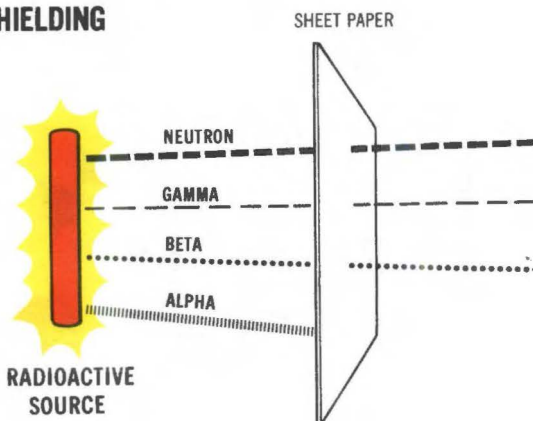 HIELDING
SHEET PAPER
NEUTRON
GAMMA
BETA
ALPHA
RADIOACTIVE
SOURCE